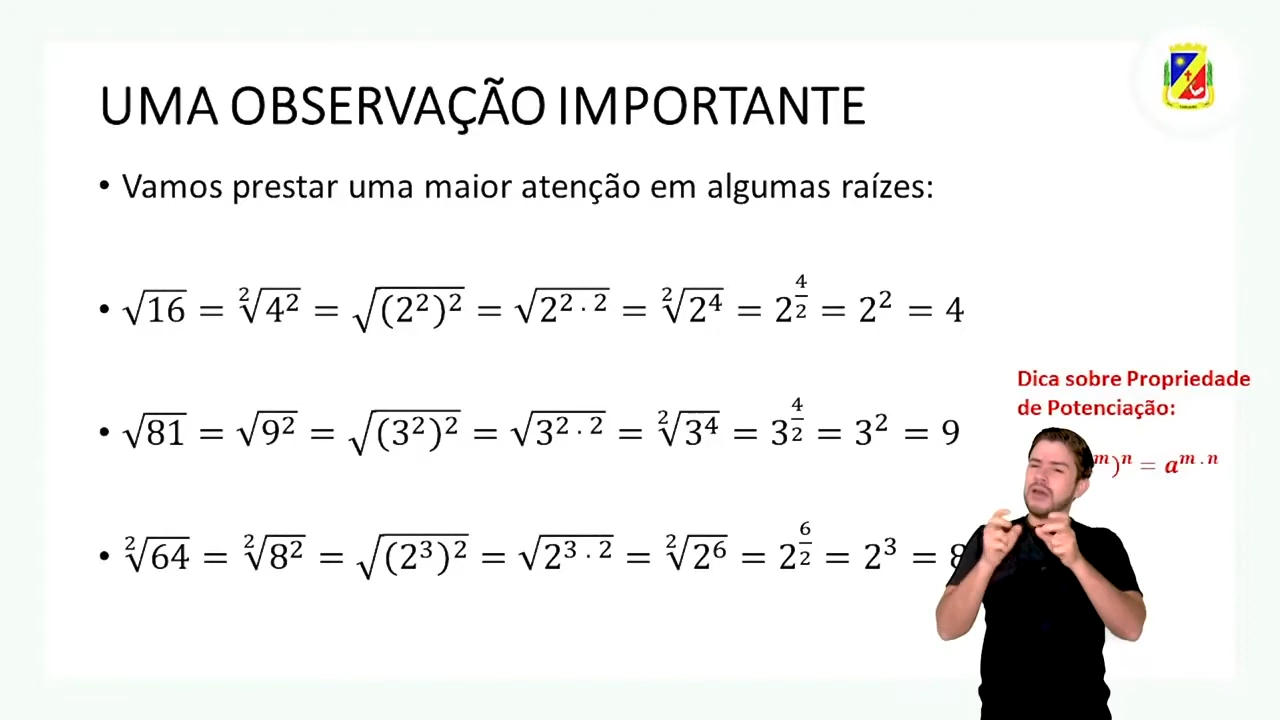 UMA OBSERVAÇÃO IMPORTANTE
• Vamos prestar uma maior atenção em algumas raízes:
• √16 = ²√4² = √(2²)² = √2^{2 . 2} = ²√2⁴ = 2^{4/2} = 2² = 4
• √81 = √9² = √(3²)² = √3^{2 . 2} = ²√3⁴ = 3^{4/2} = 3² = 9
• ²√64 = ²√8² = √(2³)² = √2^{3 . 2} = ²√2⁶ = 2^{6/2} = 2³ = 8
Dica sobre Propriedade
de Potenciação:
ᵐ)ⁿ = a^{m . n}